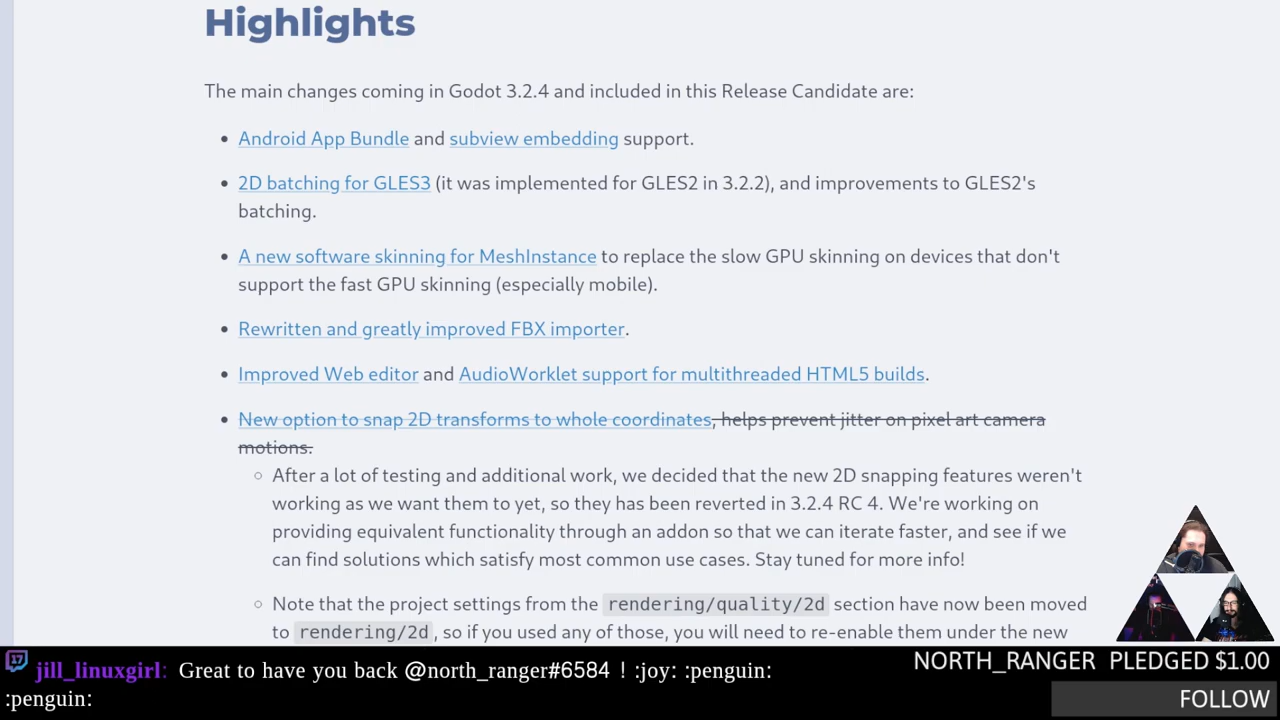 Highlights
The main changes coming in Godot 3.2.4 and included in this Release Candidate are:
• Android App Bundle and subview embedding support.
• 2D batching for GLES3 (it was implemented for GLES2 in 3.2.2), and improvements to GLES2's
batching.
• A new software skinning for MeshInstance to replace the slow GPU skinning on devices that don't
support the fast GPU skinning (especially mobile).
• Rewritten and greatly improved FBX importer.
• Improved Web editor and AudioWorklet support for multithreaded HTML5 builds.
• New option to snap 2D transforms to whole coordinates, helps prevent jitter on pixel art camera
motions.
◦ After a lot of testing and additional work, we decided that the new 2D snapping features weren't
working as we want them to yet, so they has been reverted in 3.2.4 RC 4. We're working on
providing equivalent functionality through an addon so that we can iterate faster, and see if we
can find solutions which satisfy most common use cases. Stay tuned for more info!
◦ Note that the project settings from the rendering/quality/2d section have now been moved
to rendering/2d, so if you used any of those, you will need to re-enable them under the new
jill_linuxgirl: Great to have you back @north_ranger#6584 ! :joy: :penguin:
:penguin:
NORTH_RANGER PLEDGED $1.00
FOLLOW